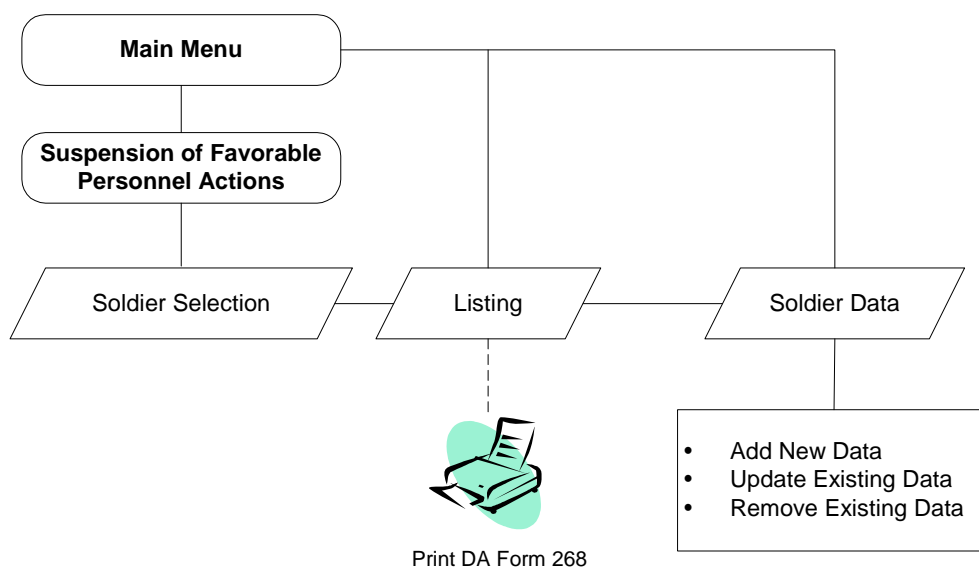 Main Menu
Suspension of Favorable
Personnel Actions
Soldier Selection
Listing
Soldier Data
• Add New Data
• Update Existing Data
• Remove Existing Data
Print DA Form 268